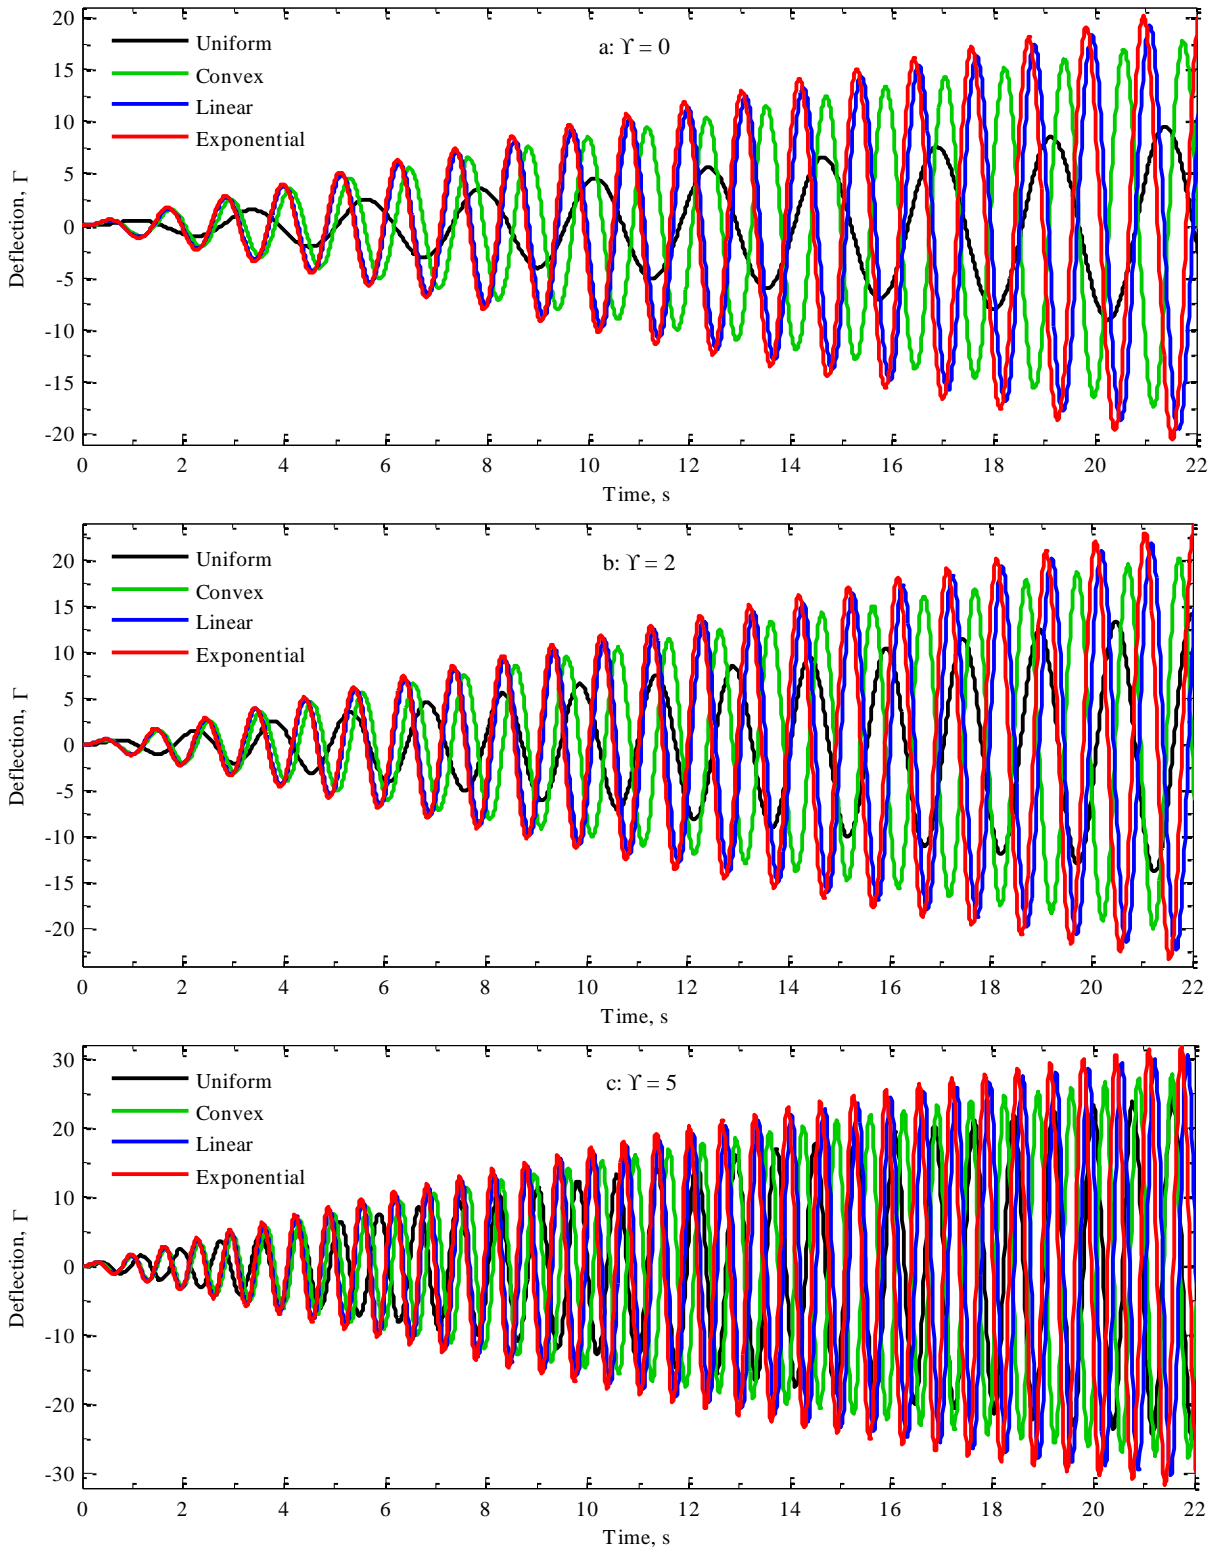 20
15
10
5
0
-5
-10
-15
-20
Deflection, Γ
Uniform
Convex
Linear
Exponential
a: ϒ = 0
0 2 4 6 8 10 12 14 16 18 20 22
Time, s
20
15
10
5
0
-5
-10
-15
-20
Deflection, Γ
Uniform
Convex
Linear
Exponential
b: ϒ = 2
0 2 4 6 8 10 12 14 16 18 20 22
Time, s
30
20
10
0
-10
-20
-30
Deflection, Γ
Uniform
Convex
Linear
Exponential
c: ϒ = 5
0 2 4 6 8 10 12 14 16 18 20 22
Time, s